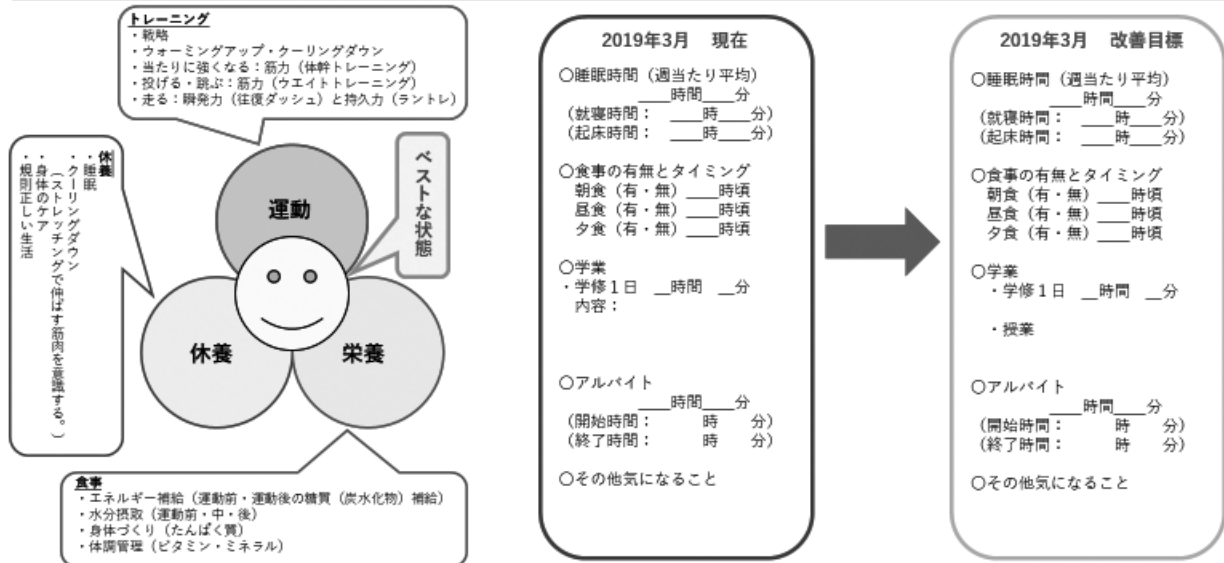 トレーニング
・戦略
・ウォーミングアップ・クーリングダウン
・当たりに強くなる：筋力（体幹トレーニング）
・投げる・跳ぶ：筋力（ウエイトトレーニング）
・走る：瞬発力（往復ダッシュ）と持久力（ラントレ）
休養
・睡眠
・クーリングダウン
（ストレッチングで伸ばす筋肉を意識する。）
・身体のケア
・規則正しい生活
ベストな状態
運動
休養
栄養
食事
・エネルギー補給（運動前・運動後の糖質（炭水化物）補給）
・水分摂取（運動前・中・後）
・身体づくり（たんぱく質）
・体調管理（ビタミン・ミネラル）
2019年3月　現在
〇睡眠時間（週当たり平均）
___時間___分
（就寝時間：　___時___分）
（起床時間：　___時___分）
〇食事の有無とタイミング
朝食（有・無）___時頃
昼食（有・無）___時頃
夕食（有・無）___時頃
〇学業
・学修１日　__時間　__分
内容：
〇アルバイト
___時間___分
（開始時間：　　　時　　分）
（終了時間：　　　時　　分）
〇その他気になること
2019年3月　改善目標
〇睡眠時間（週当たり平均）
___時間___分
（就寝時間：　___時___分）
（起床時間：　___時___分）
〇食事の有無とタイミング
朝食（有・無）___時頃
昼食（有・無）___時頃
夕食（有・無）___時頃
〇学業
・学修１日　__時間　__分
・授業
〇アルバイト
___時間___分
（開始時間：　　　時　　分）
（終了時間：　　　時　　分）
〇その他気になること